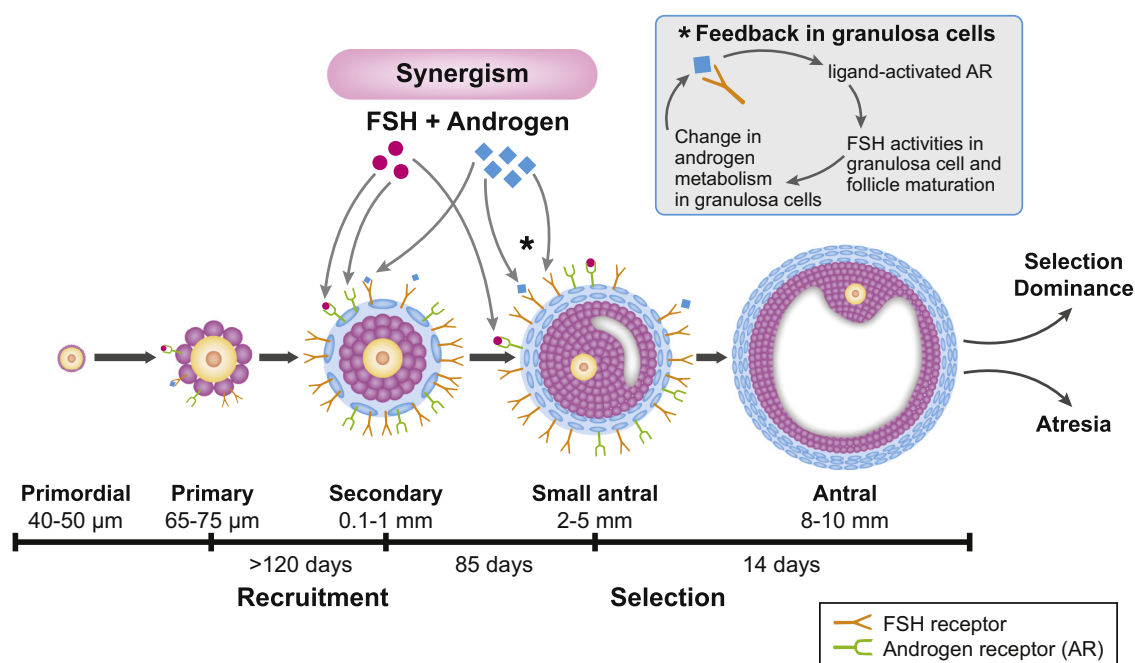 * Feedback in granulosa cells
ligand-activated AR
FSH activities in
granulosa cell and
follicle maturation
Change in
androgen
metabolism
in granulosa cells
Synergism
FSH + Androgen
*
Selection
Dominance
Atresia
Primordial
40-50 µm
Primary
65-75 µm
Secondary
0.1-1 mm
Small antral
2-5 mm
Antral
8-10 mm
>120 days
85 days
14 days
Recruitment
Selection
FSH receptor
Androgen receptor (AR)